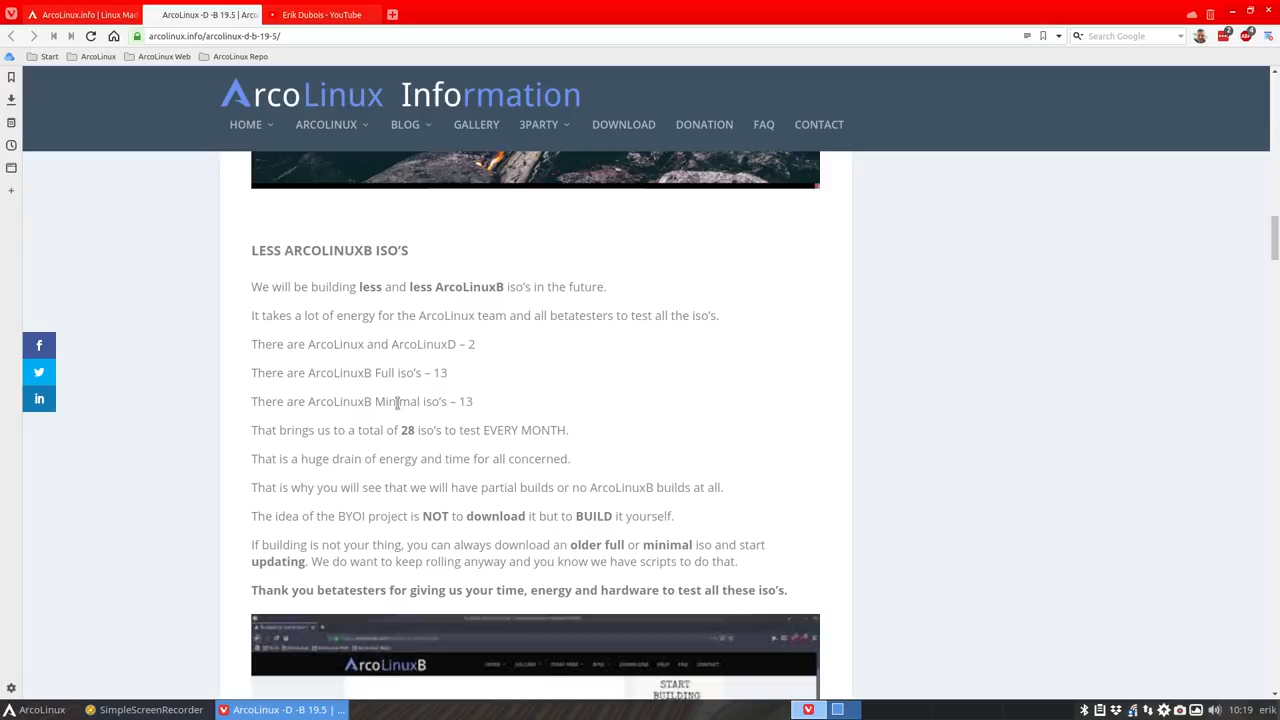 ArcoLinux.info | Linux Mad
ArcoLinux -D -B 19.5 | Arco
Erik Dubois - YouTube
arcolinux.info/arcolinux-d-b-19-5/
Search Google
2
4
Start
ArcoLinux
ArcoLinux Web
ArcoLinux Repo
ArcoLinux Information
HOME
ARCOLINUX
BLOG
GALLERY
3PARTY
DOWNLOAD
DONATION
FAQ
CONTACT
LESS ARCOLINUXB ISO'S
We will be building less and less ArcoLinuxB iso's in the future.
It takes a lot of energy for the ArcoLinux team and all betatesters to test all the iso's.
There are ArcoLinux and ArcoLinuxD – 2
There are ArcoLinuxB Full iso's – 13
There are ArcoLinuxB Minimal iso's – 13
That brings us to a total of 28 iso's to test EVERY MONTH.
That is a huge drain of energy and time for all concerned.
That is why you will see that we will have partial builds or no ArcoLinuxB builds at all.
The idea of the BYOI project is NOT to download it but to BUILD it yourself.
If building is not your thing, you can always download an older full or minimal iso and start
updating. We do want to keep rolling anyway and you know we have scripts to do that.
Thank you betatesters for giving us your time, energy and hardware to test all these iso's.
ArcoLinuxB
START
BUILDING
ArcoLinux
SimpleScreenRecorder
ArcoLinux -D -B 19.5 | ...
10:19
erik